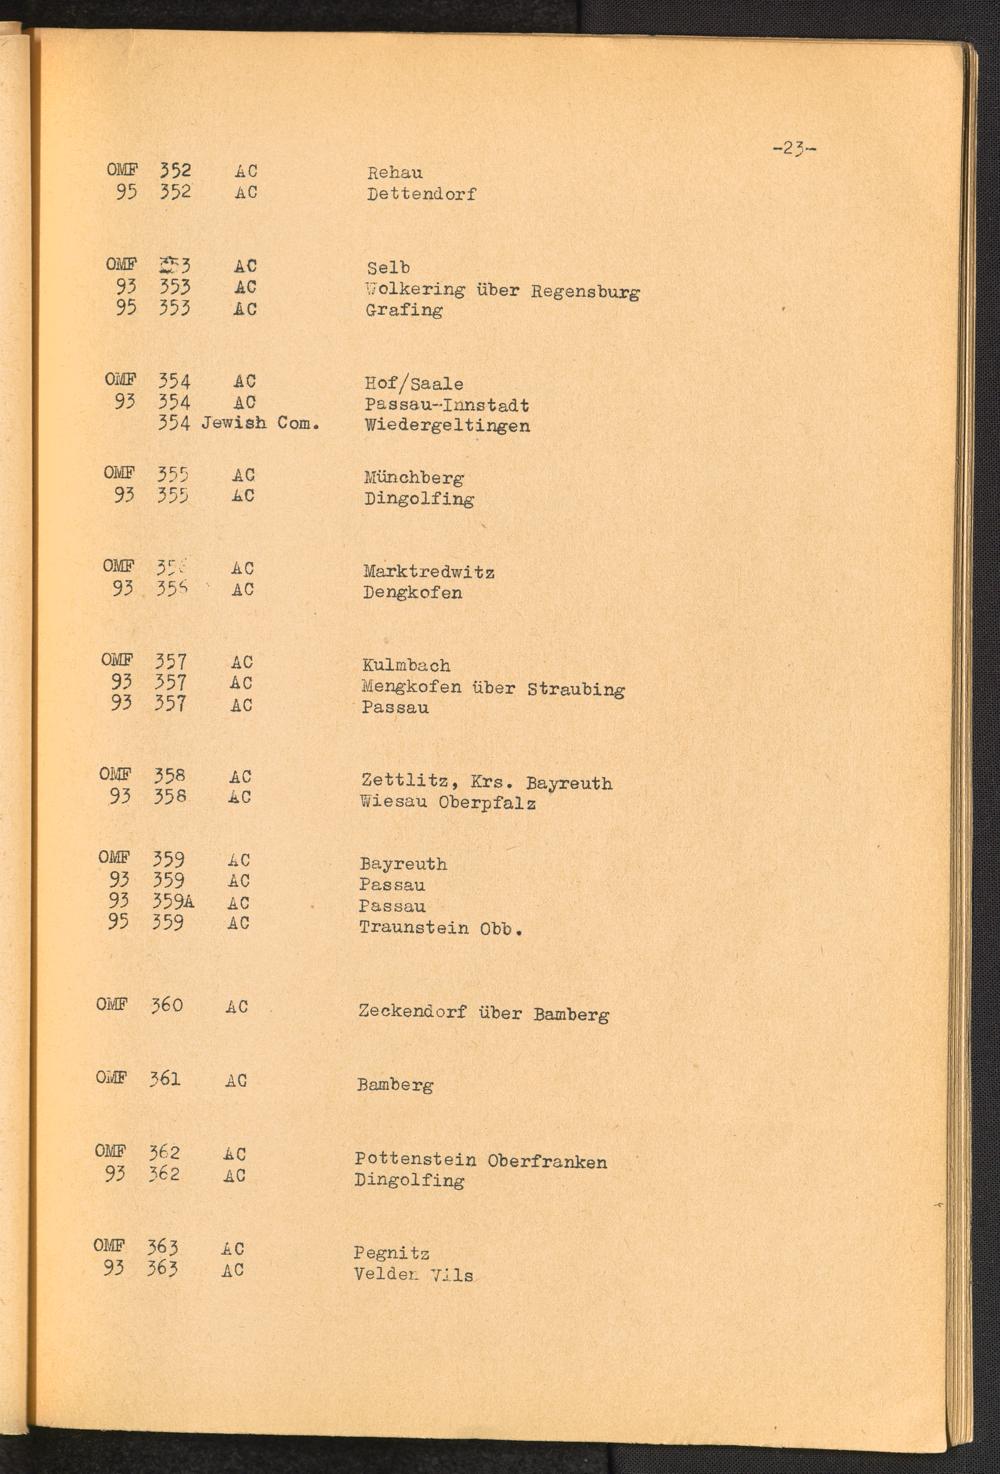 -23-
OMF 352 AC Rehau
95 352 AC Dettendorf
OMF 353 AC Selb
93 353 AC Wolkering über Regensburg
95 353 AC Grafing
OMF 354 AC Hof/Saale
93 354 AC Passau-Innstadt
354 Jewish Com. Wiedergeltingen
OMF 355 AC Münchberg
93 355 AC Dingolfing
OMF 356 AC Marktredwitz
93 356 AC Dengkofen
OMF 357 AC Kulmbach
93 357 AC Mengkofen über Straubing
93 357 AC Passau
OMF 358 AC Zettlitz, Krs. Bayreuth
93 358 AC Wiesau Oberpfalz
OMF 359 AC Bayreuth
93 359 AC Passau
93 359A AC Passau
95 359 AC Traunstein Obb.
OMF 360 AC Zeckendorf über Bamberg
OMF 361 AC Bamberg
OMF 362 AC Pottenstein Oberfranken
93 362 AC Dingolfing
OMF 363 AC Pegnitz
93 363 AC Velden Vils